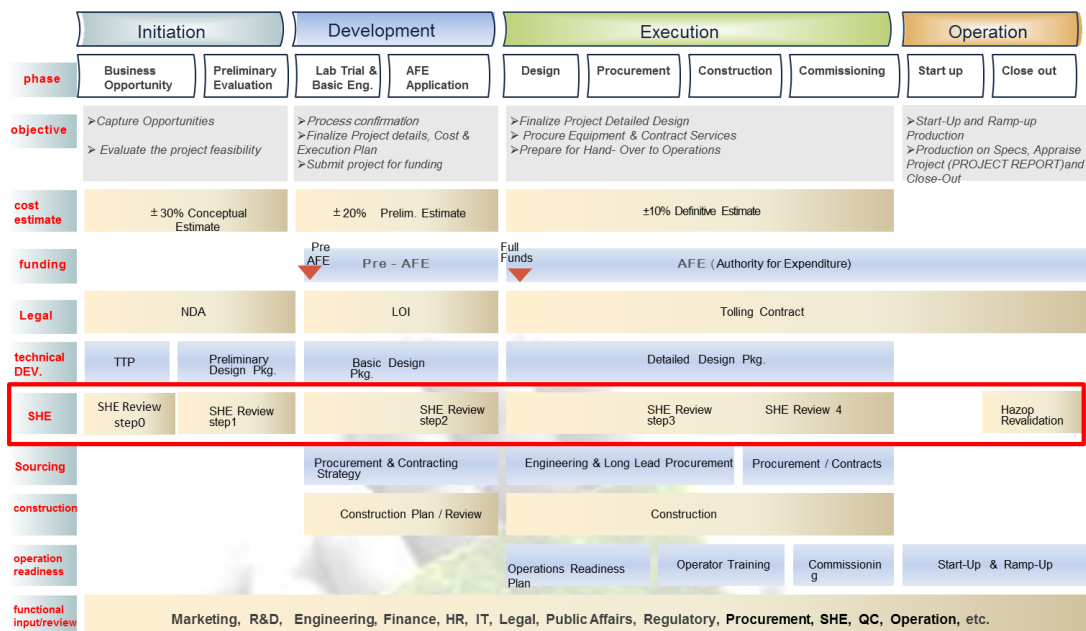 Initiation
Development
Execution
Operation
phase
Business
Opportunity
Preliminary
Evaluation
Lab Trial &
Basic Eng.
AFE
Application
Design
Procurement
Construction
Commissioning
Start up
Close out
objective
➢Capture Opportunities
➢ Evaluate the project feasibility
➢Process confirmation
➢Finalize Project details, Cost &
Execution Plan
➢Submit project for funding
➢Finalize Project Detailed Design
➢ Procure Equipment & Contract Services
➢Prepare for Hand- Over to Operations
➢Start-Up and Ramp-up
Production
➢Production on Specs, Appraise
Project (PROJECT REPORT)and
Close-Out
cost
estimate
± 30% Conceptual
Estimate
± 20% Prelim. Estimate
±10% Definitive Estimate
funding
Pre
AFE
Pre – AFE
Full
Funds
AFE (Authority for Expenditure)
Legal
NDA
LOI
Tolling Contract
technical
DEV.
TTP
Preliminary
Design Pkg.
Basic Design
Pkg.
Detailed Design Pkg.
SHE
SHE Review
step0
SHE Review
step1
SHE Review
step2
SHE Review
step3
SHE Review 4
Hazop
Revalidation
Sourcing
Procurement & Contracting
Strategy
Engineering & Long Lead Procurement
Procurement / Contracts
construction
Construction Plan / Review
Construction
operation
readiness
Operations Readiness
Plan
Operator Training
Commissionin
g
Start-Up & Ramp-Up
functional
input/review
Marketing, R&D, Engineering, Finance, HR, IT, Legal, Public Affairs, Regulatory, Procurement, SHE, QC, Operation, etc.